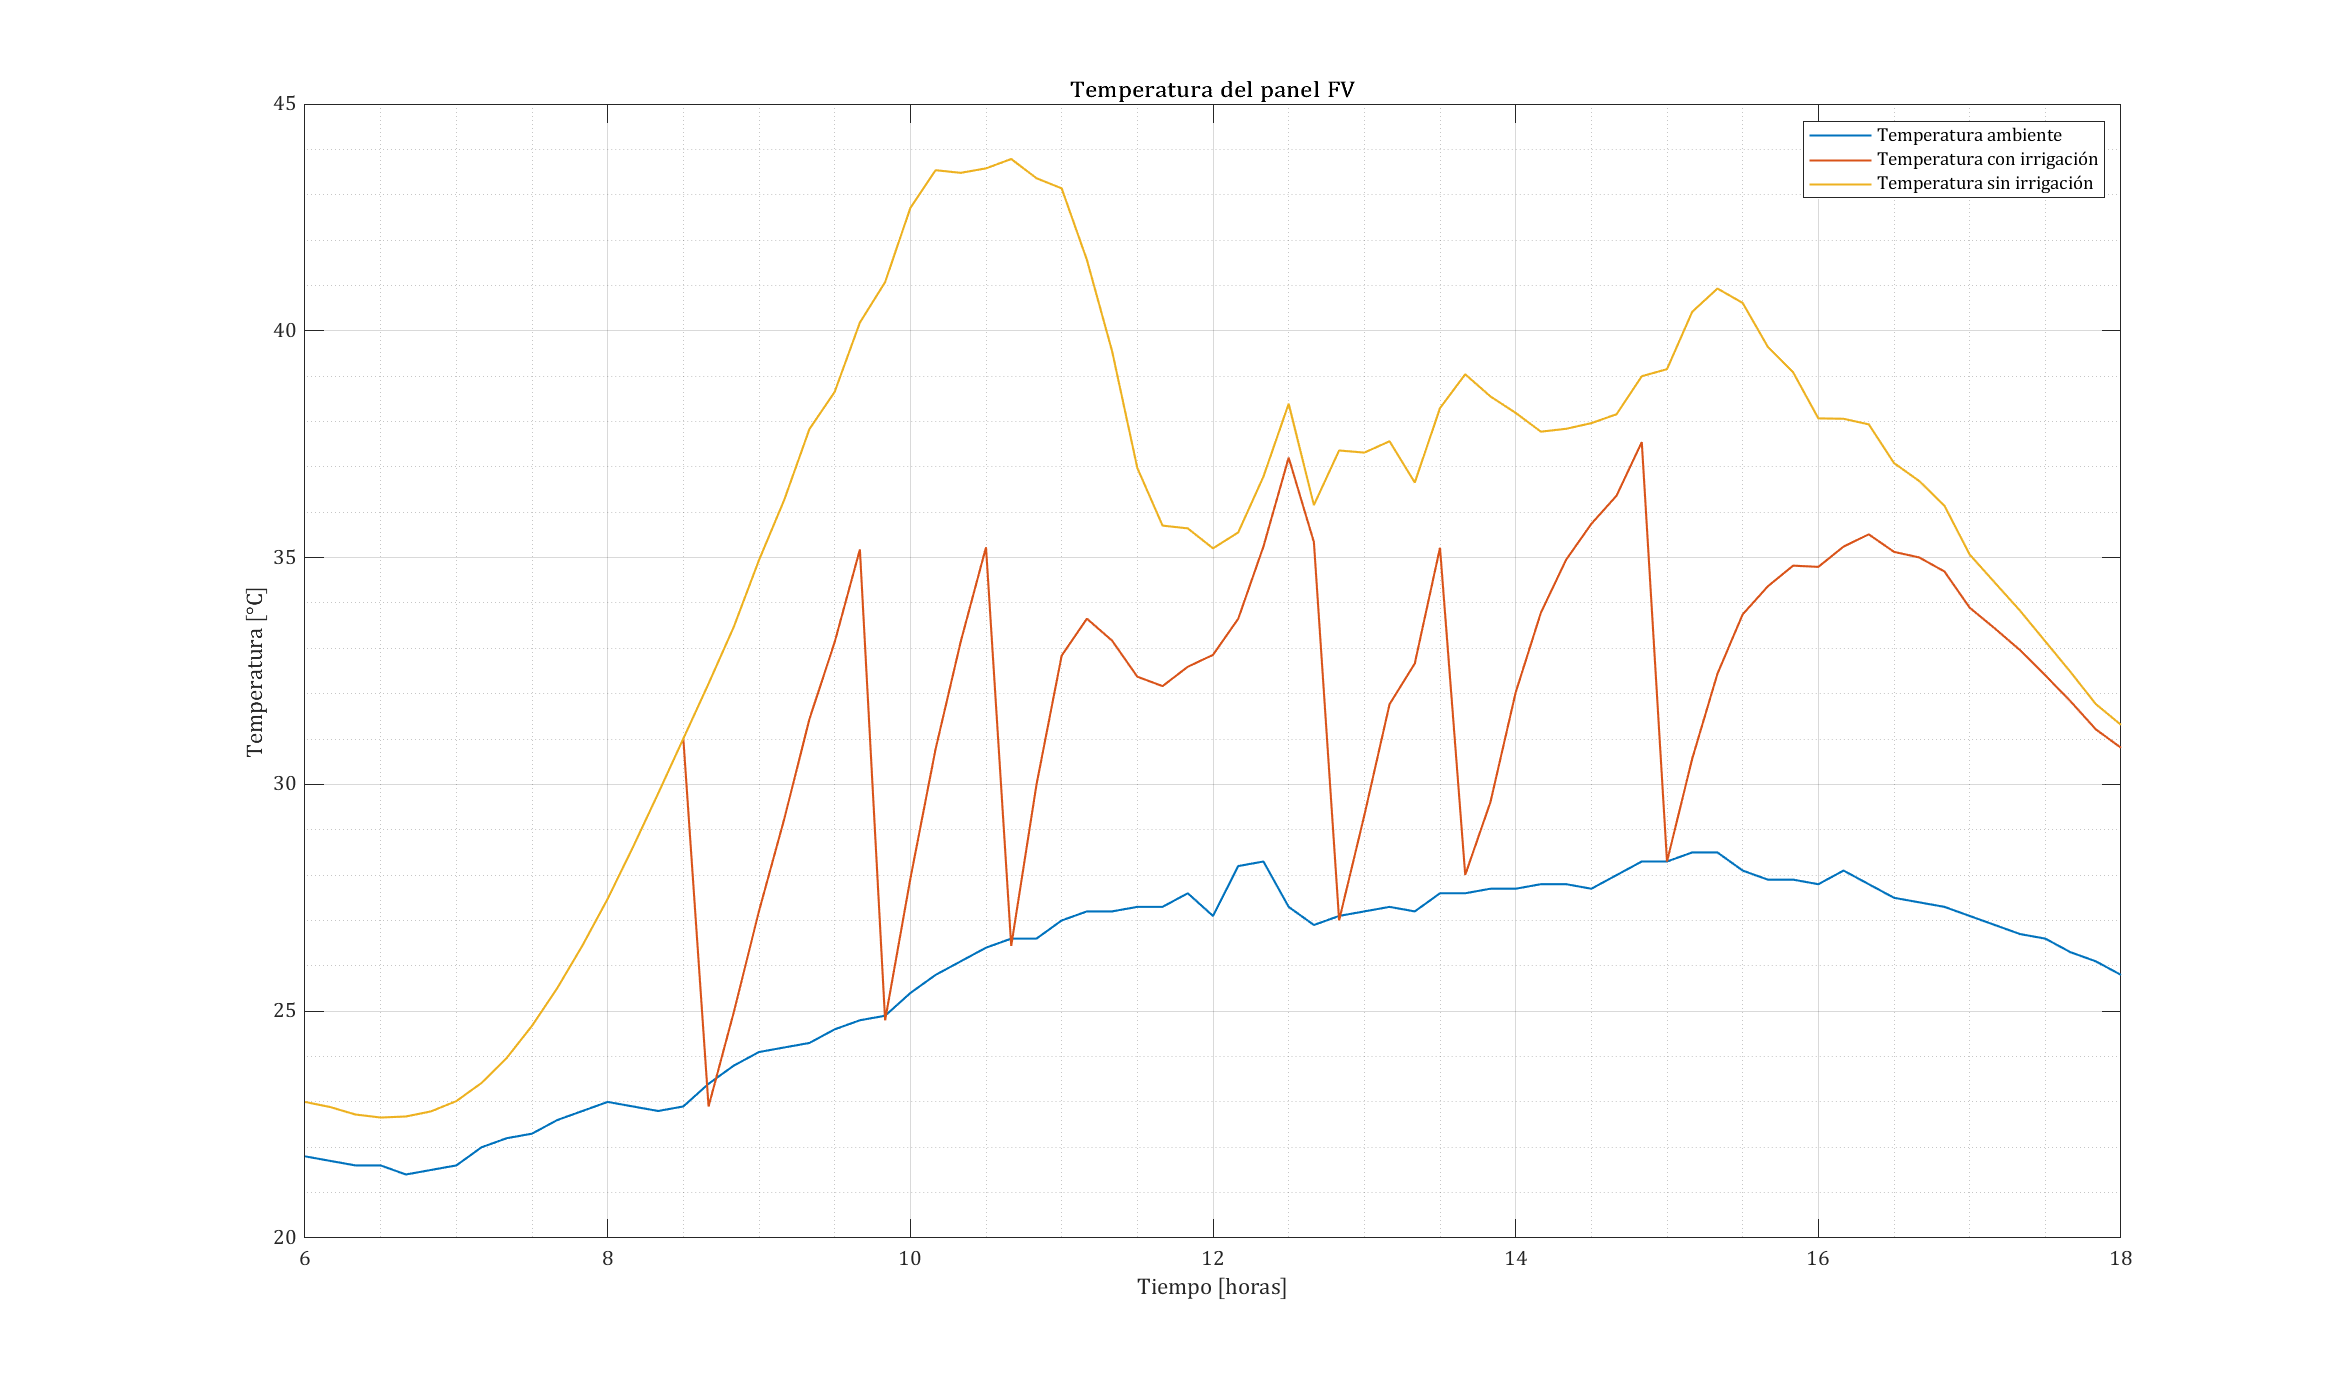 Temperatura del panel FV
Temperatura ambiente
Temperatura con irrigación
Temperatura sin irrigación
45
40
35
30
25
20
Temperatura [°C]
6 8 10 12 14 16 18
Tiempo [horas]